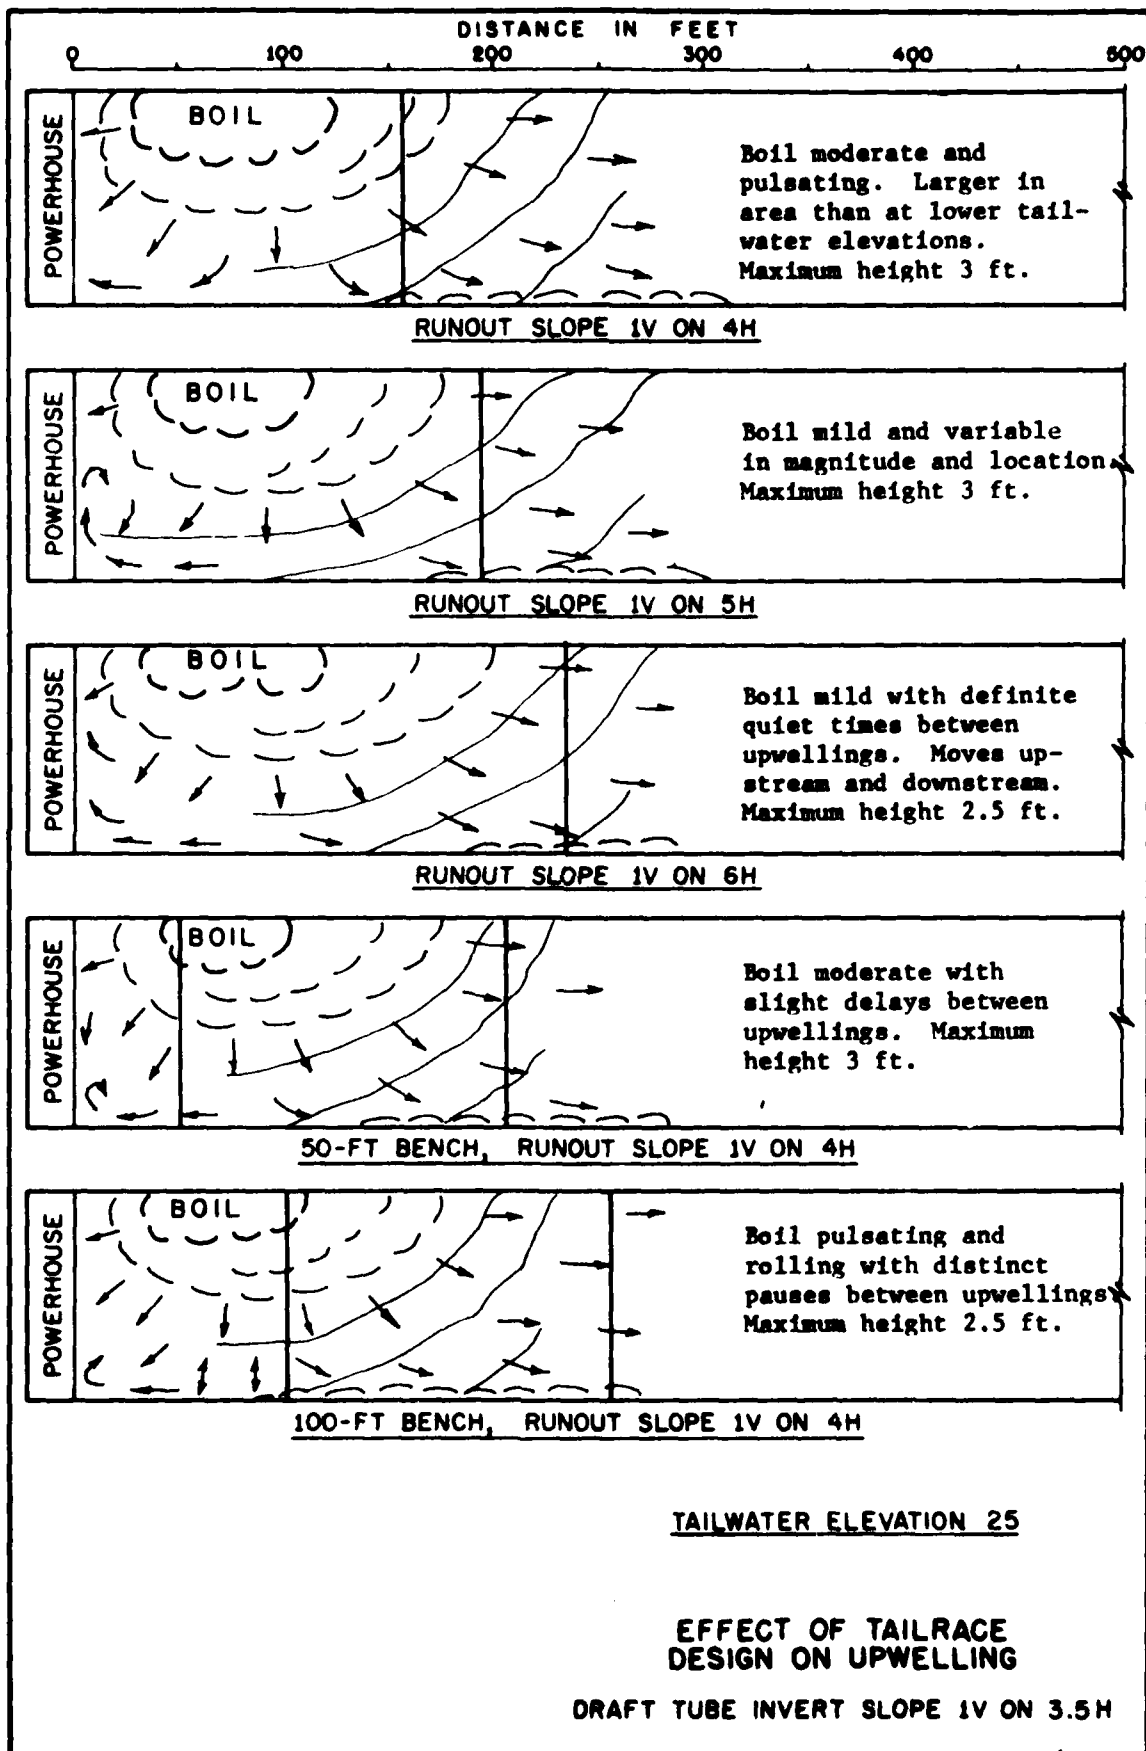 DISTANCE IN FEET
0 100 200 300 400 500
POWERHOUSE
BOIL
Boil moderate and
pulsating. Larger in
area than at lower tail-
water elevations.
Maximum height 3 ft.
RUNOUT SLOPE 1V ON 4H
POWERHOUSE
BOIL
Boil mild and variable
in magnitude and location
Maximum height 3 ft.
RUNOUT SLOPE 1V ON 5H
POWERHOUSE
BOIL
Boil mild with definite
quiet times between
upwellings. Moves up-
stream and downstream.
Maximum height 2.5 ft.
RUNOUT SLOPE 1V ON 6H
POWERHOUSE
BOIL
Boil moderate with
slight delays between
upwellings. Maximum
height 3 ft.
50-FT BENCH, RUNOUT SLOPE 1V ON 4H
POWERHOUSE
BOIL
Boil pulsating and
rolling with distinct
pauses between upwellings
Maximum height 2.5 ft.
100-FT BENCH, RUNOUT SLOPE 1V ON 4H
TAILWATER ELEVATION 25
EFFECT OF TAILRACE
DESIGN ON UPWELLING
DRAFT TUBE INVERT SLOPE 1V ON 3.5H